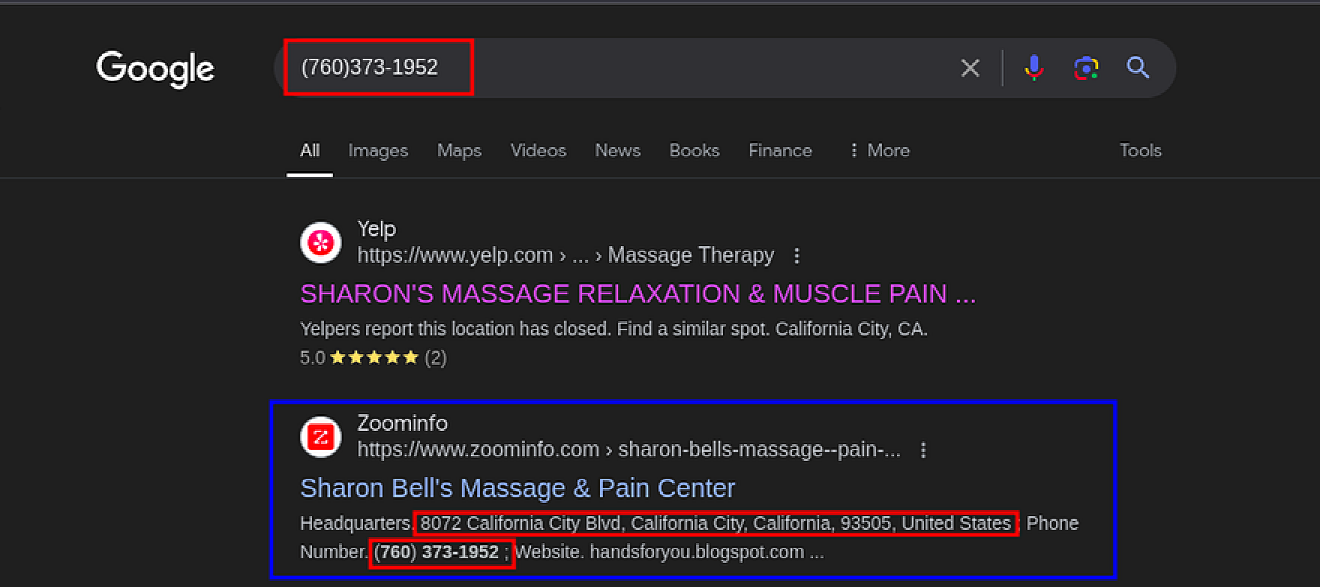 Google
(760)373-1952
All Images Maps Videos News Books Finance More Tools
Yelp
https://www.yelp.com › ... › Massage Therapy
SHARON'S MASSAGE RELAXATION & MUSCLE PAIN ...
Yelpers report this location has closed. Find a similar spot. California City, CA.
5.0 ★★★★★ (2)
Z
Zoominfo
https://www.zoominfo.com › sharon-bells-massage--pain-...
Sharon Bell's Massage & Pain Center
Headquarters. 8072 California City Blvd, California City, California, 93505, United States ; Phone
Number. (760) 373-1952 ; Website. handsforyou.blogspot.com ...